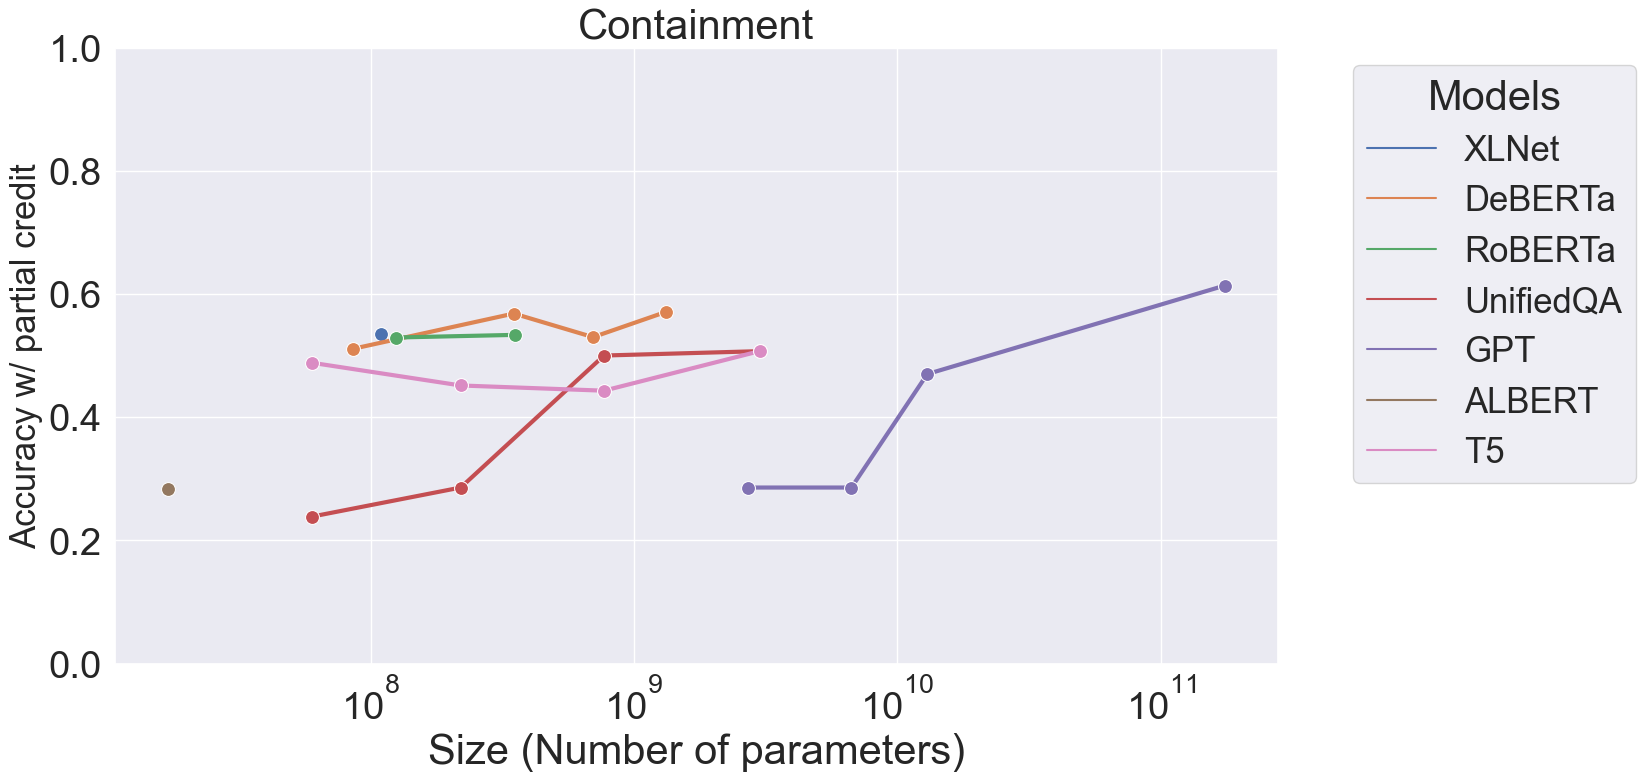 Containment
Accuracy w/ partial credit
1.0
0.8
0.6
0.4
0.2
0.0
10^8
10^9
10^10
10^11
Size (Number of parameters)
Models
XLNet
DeBERTa
RoBERTa
UnifiedQA
GPT
ALBERT
T5